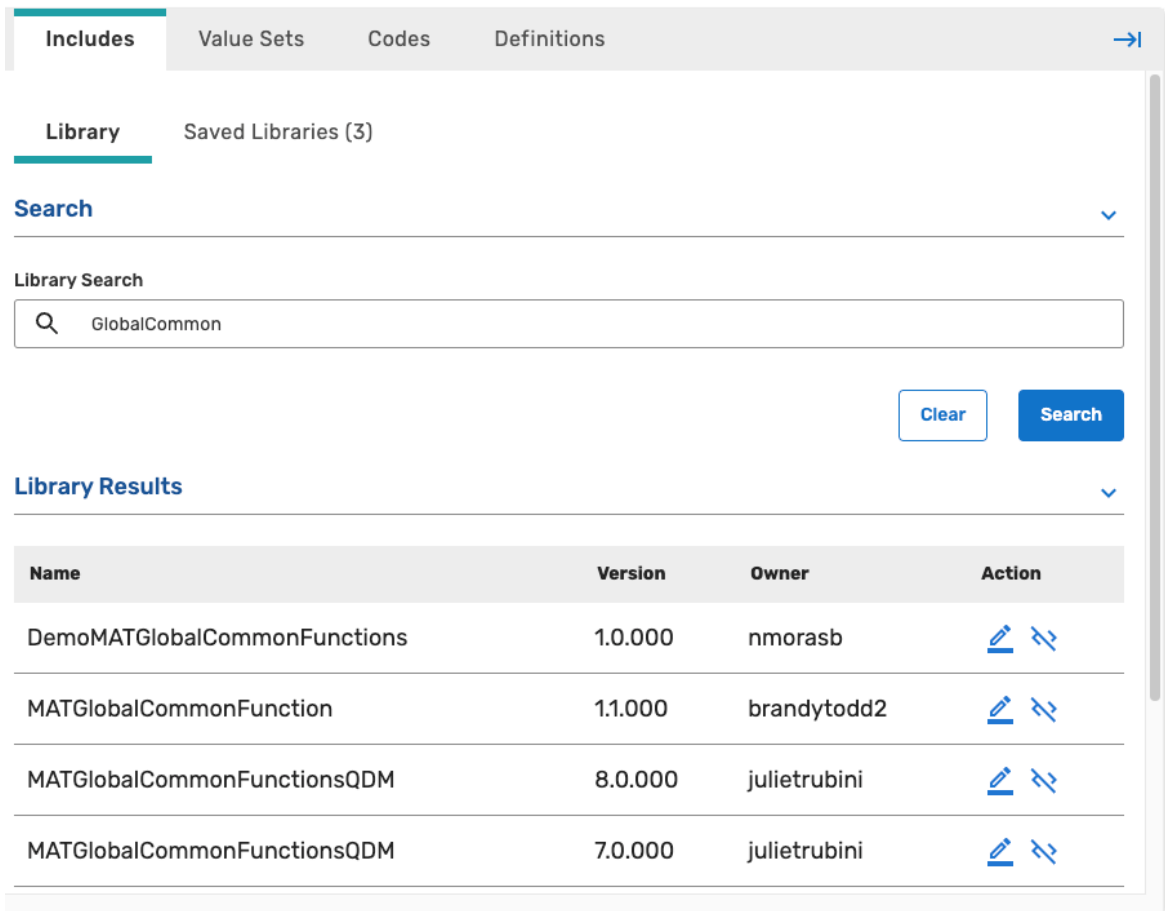 Includes Value Sets Codes Definitions
Library Saved Libraries (3)
Search
Library Search
GlobalCommon
Clear Search
Library Results
Name Version Owner Action
DemoMATGlobalCommonFunctions 1.0.000 nmorasb
MATGlobalCommonFunction 1.1.000 brandytodd2
MATGlobalCommonFunctionsQDM 8.0.000 julietrubini
MATGlobalCommonFunctionsQDM 7.0.000 julietrubini